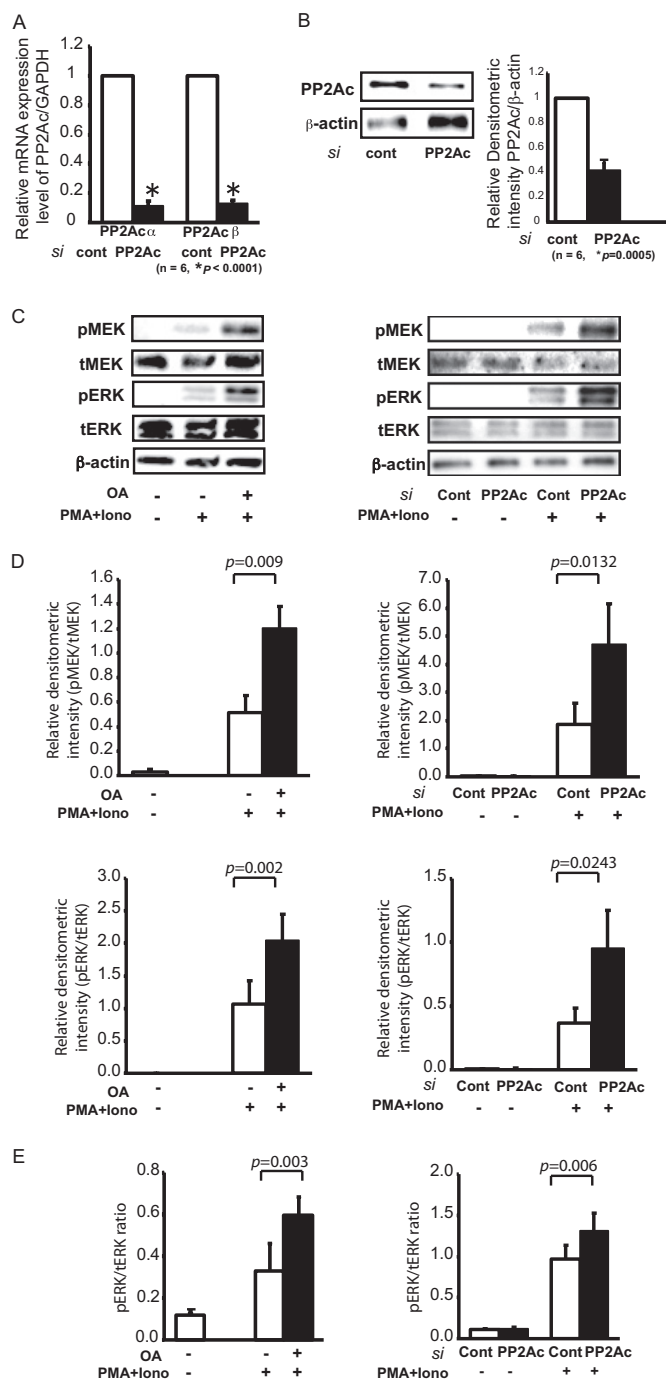 A
Relative mRNA expression
level of PP2Ac/GAPDH
1.2
1
0.8
0.6
0.4
0.2
0
*
*
PP2Acα PP2Acβ
si cont PP2Ac cont PP2Ac
(n = 6, *p < 0.0001)
B
PP2Ac
β-actin
si cont PP2Ac
Relative Densitometric
intensity PP2Ac/β-actin
1.2
1
0.8
0.6
0.4
0.2
0
si cont PP2Ac
(n = 6, *p=0.0005)
C
pMEK
tMEK
pERK
tERK
β-actin
OA - - +
PMA+Iono - + +
pMEK
tMEK
pERK
tERK
β-actin
si Cont PP2Ac Cont PP2Ac
PMA+Iono - - + +
D
Relative densitometric
intensity (pMEK/tMEK)
1.6
1.4
1.2
1.0
0.8
0.6
0.4
0.2
0.0
p=0.009
OA - - +
PMA+Iono - + +
Relative densitometric
intensity (pMEK/tMEK)
7.0
6.0
5.0
4.0
3.0
2.0
1.0
0.0
p=0.0132
si Cont PP2Ac Cont PP2Ac
PMA+Iono - - + +
Relative densitometric
intensity (pERK/tERK)
3.0
2.0
1.0
0.0
p=0.002
OA - - +
PMA+Iono - + +
Relative densitometric
intensity (pERK/tERK)
1.5
1.0
0.5
0.0
p=0.0243
si Cont PP2Ac Cont PP2Ac
PMA+Iono - - + +
E
pERK/tERK ratio
0.8
0.6
0.4
0.2
0.0
p=0.003
OA - - +
PMA+Iono - + +
pERK/tERK ratio
2.0
1.5
1.0
0.5
0.0
p=0.006
si Cont PP2Ac Cont PP2Ac
PMA+Iono - - + +